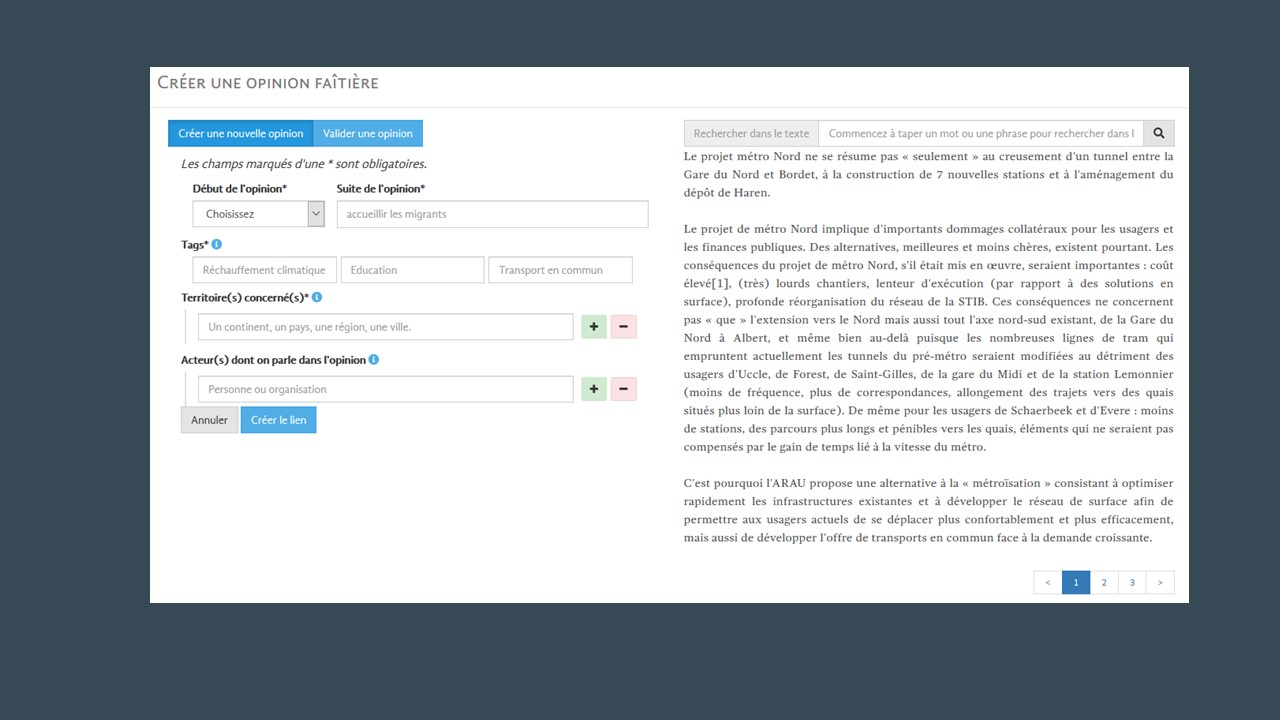 Créer une opinion faîtière
Créer une nouvelle opinion
Valider une opinion
Les champs marqués d'une * sont obligatoires.
Début de l'opinion*
Suite de l'opinion*
Choisissez
accueillir les migrants
Tags*
Réchauffement climatique
Education
Transport en commun
Territoire(s) concerné(s)*
Un continent, un pays, une région, une ville.
+
−
Acteur(s) dont on parle dans l'opinion
Personne ou organisation
+
−
Annuler
Créer le lien
Rechercher dans le texte
Commencez à taper un mot ou une phrase pour rechercher dans l
Le projet métro Nord ne se résume pas « seulement » au creusement d'un tunnel entre la
Gare du Nord et Bordet, à la construction de 7 nouvelles stations et à l'aménagement du
dépôt de Haren.
Le projet de métro Nord implique d'importants dommages collatéraux pour les usagers et
les finances publiques. Des alternatives, meilleures et moins chères, existent pourtant. Les
conséquences du projet de métro Nord, s'il était mis en œuvre, seraient importantes : coût
élevé[1], (très) lourds chantiers, lenteur d'exécution (par rapport à des solutions en
surface), profonde réorganisation du réseau de la STIB. Ces conséquences ne concernent
pas « que » l'extension vers le Nord mais aussi tout l'axe nord-sud existant, de la Gare du
Nord à Albert, et même bien au-delà puisque les nombreuses lignes de tram qui
empruntent actuellement les tunnels du pré-métro seraient modifiées au détriment des
usagers d'Uccle, de Forest, de Saint-Gilles, de la gare du Midi et de la station Lemonnier
(moins de fréquence, plus de correspondances, allongement des trajets vers des quais
situés plus loin de la surface). De même pour les usagers de Schaerbeek et d'Evere : moins
de stations, des parcours plus longs et pénibles vers les quais, éléments qui ne seraient pas
compensés par le gain de temps lié à la vitesse du métro.
C'est pourquoi l'ARAU propose une alternative à la « métroïsation » consistant à optimiser
rapidement les infrastructures existantes et à développer le réseau de surface afin de
permettre aux usagers actuels de se déplacer plus confortablement et plus efficacement,
mais aussi de développer l'offre de transports en commun face à la demande croissante.
< 1 2 3 >